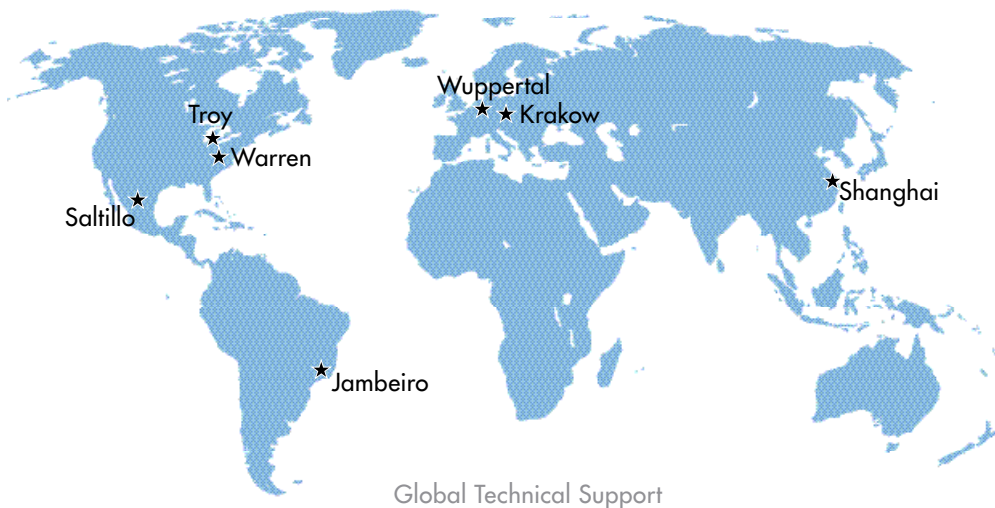 Wuppertal
Troy
Krakow
Warren
Shanghai
Saltillo
Jambeiro
Global Technical Support